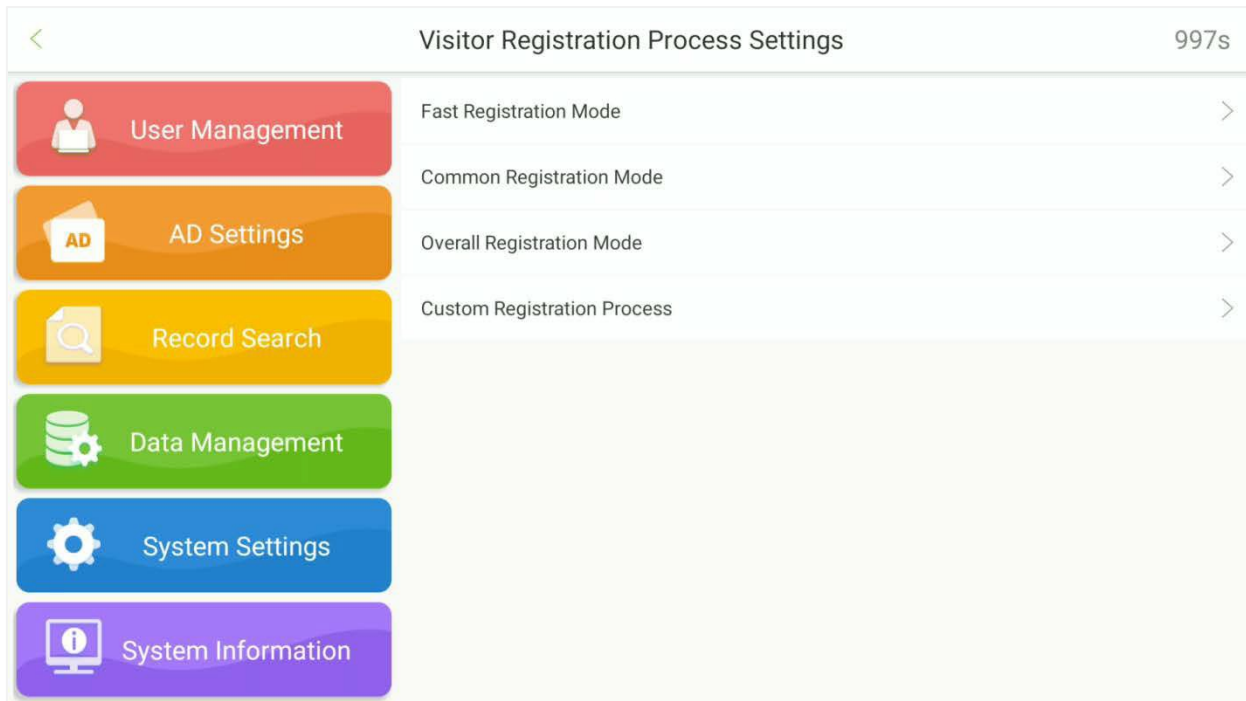 Visitor Registration Process Settings
997s
User Management
AD
AD Settings
Record Search
Data Management
System Settings
System Information
Fast Registration Mode
Common Registration Mode
Overall Registration Mode
Custom Registration Process